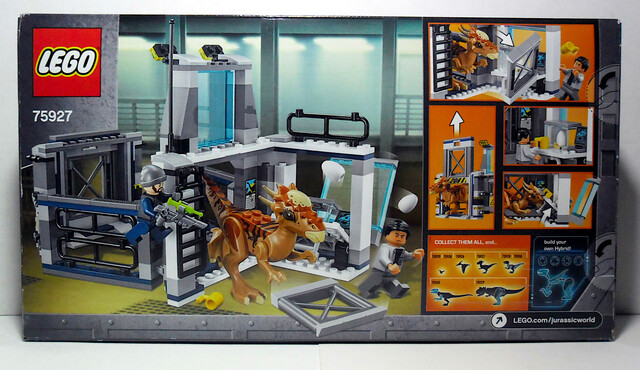 LEGO
75927
COLLECT THEM ALL, and...
build your
own Hybrid!
LEGO.com/jurassicworld